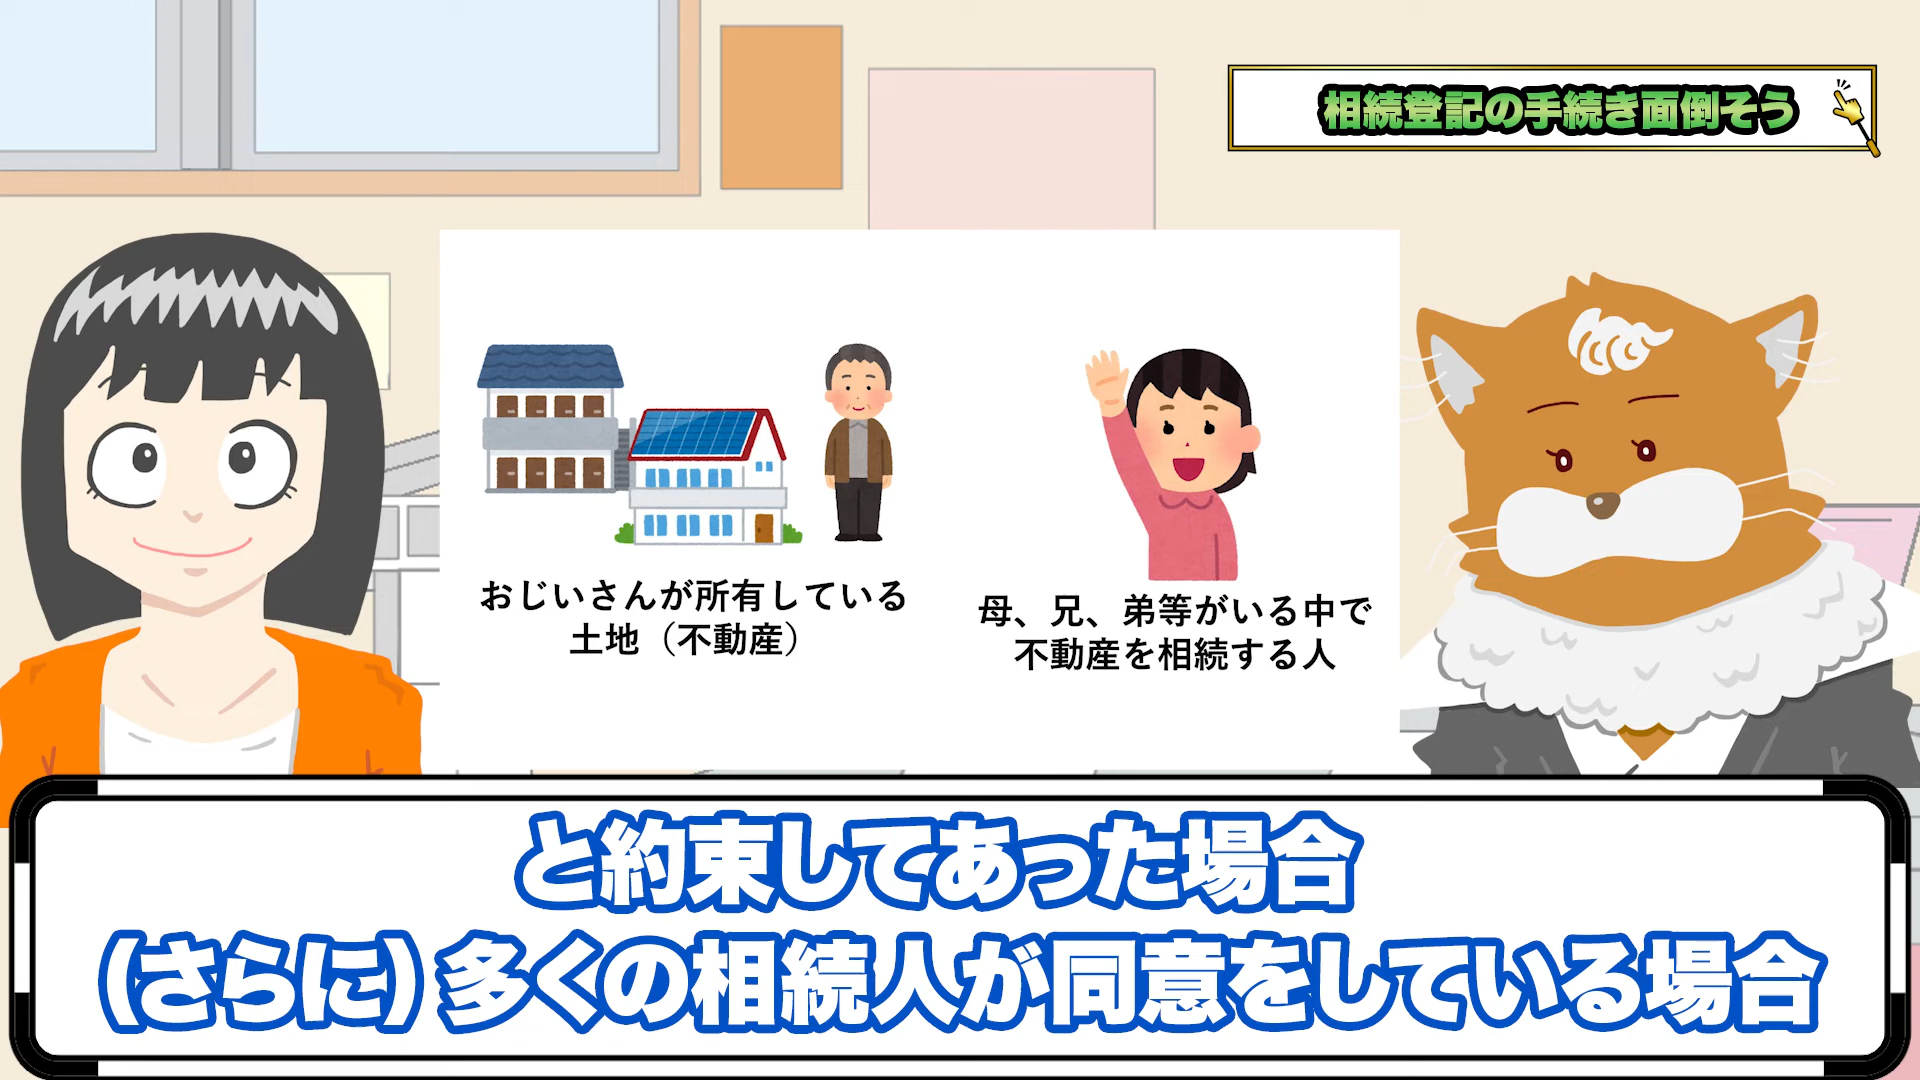 相続登記の手続き面倒そう
おじいさんが所有している
土地（不動産）
母、兄、弟等がいる中で
不動産を相続する人
と約束してあった場合
（さらに）多くの相続人が同意をしている場合